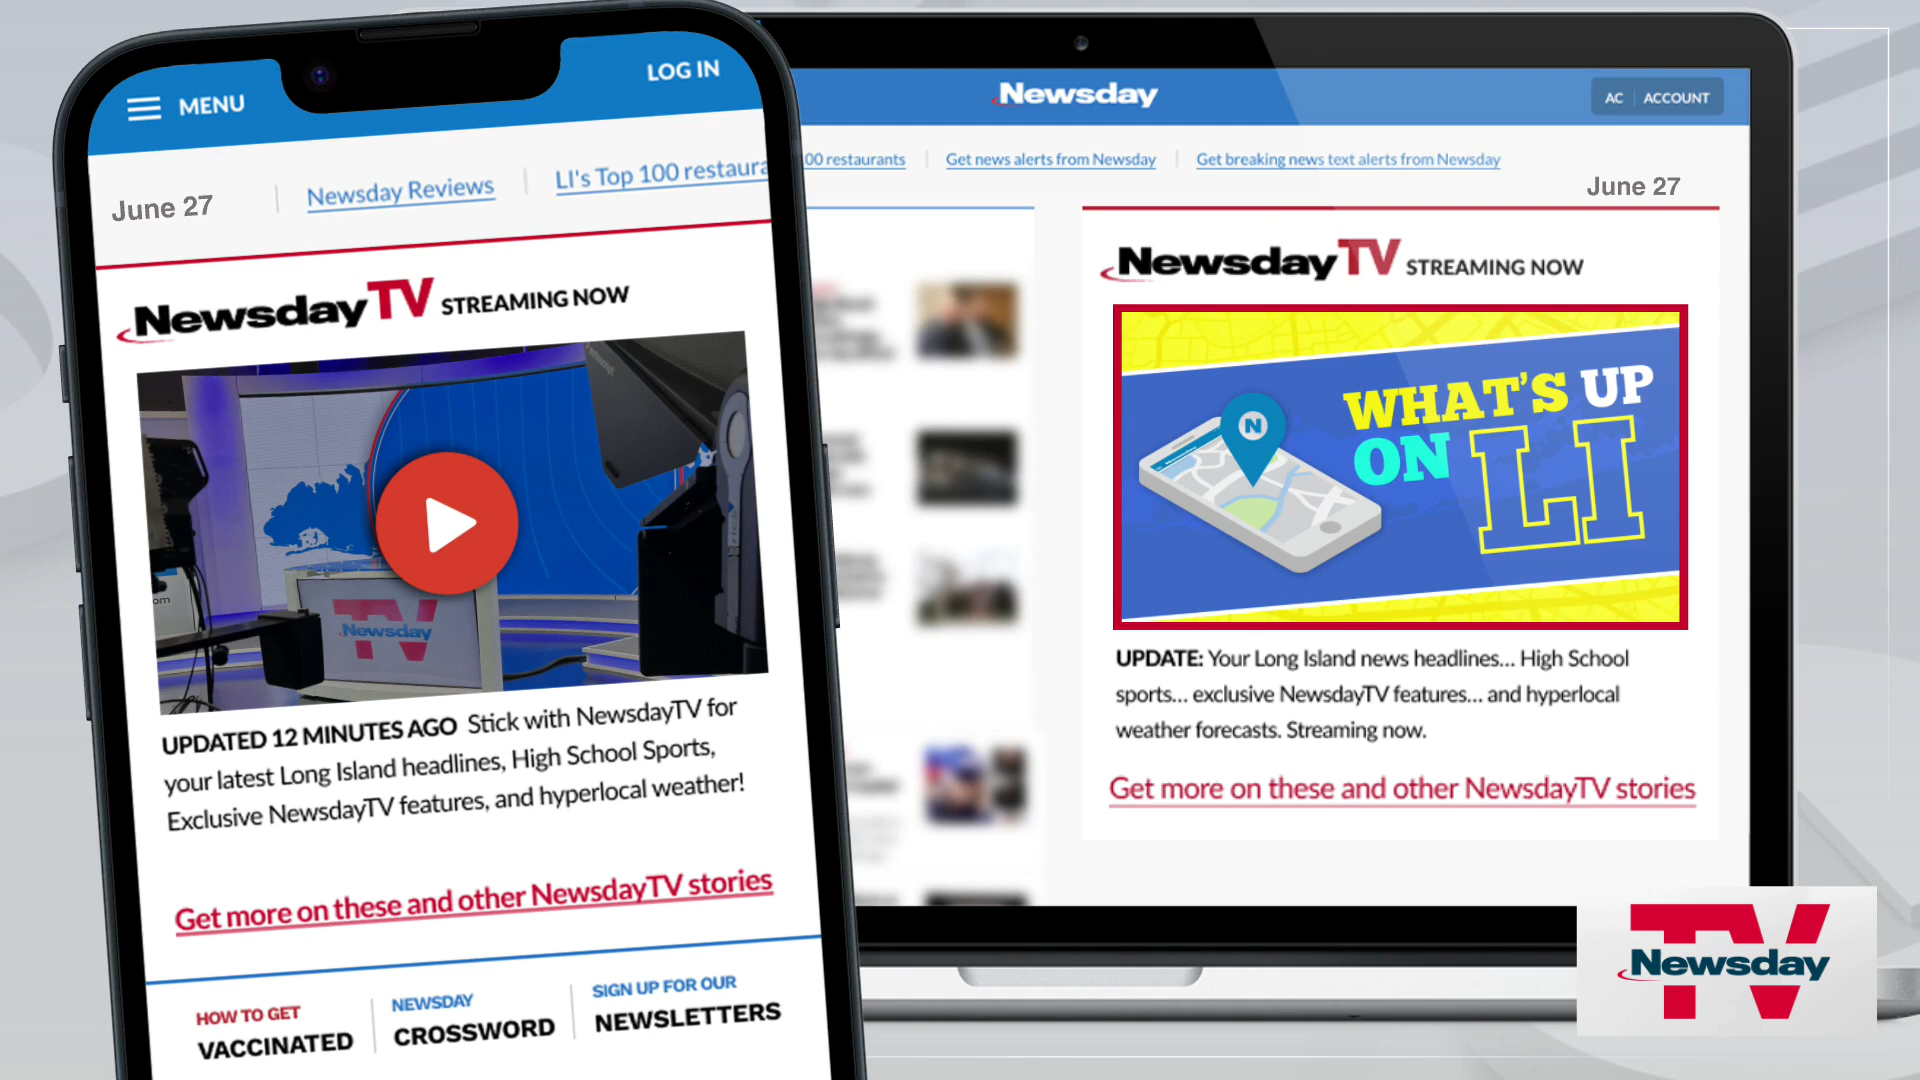 MENU
LOG IN
June 27
Newsday Reviews
LI's Top 100 restaura
NewsdayTV STREAMING NOW
om
TV
Newsday
UPDATED 12 MINUTES AGO Stick with NewsdayTV for
your latest Long Island headlines, High School Sports,
Exclusive NewsdayTV features, and hyperlocal weather!
Get more on these and other NewsdayTV stories
HOW TO GET
VACCINATED
NEWSDAY
CROSSWORD
SIGN UP FOR OUR
NEWSLETTERS
Newsday
AC
ACCOUNT
00 restaurants
Get news alerts from Newsday
Get breaking news text alerts from Newsday
June 27
NewsdayTV STREAMING NOW
N
WHAT'S UP
ON LI
UPDATE: Your Long Island news headlines... High School
sports... exclusive NewsdayTV features... and hyperlocal
weather forecasts. Streaming now.
Get more on these and other NewsdayTV stories
TV
Newsday